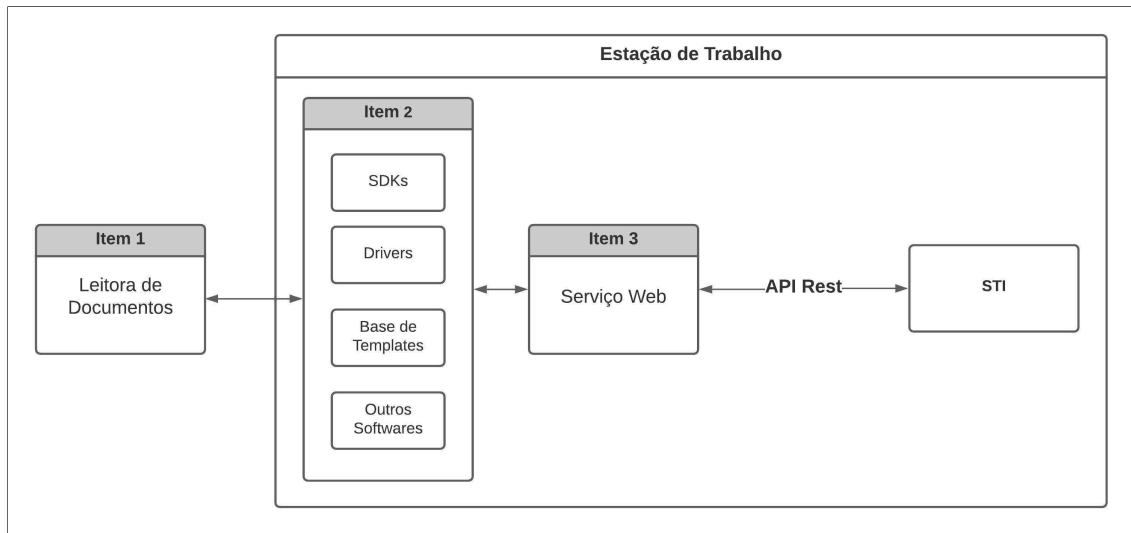 Estação de Trabalho
Item 1
Leitora de
Documentos
Item 2
SDKs
Drivers
Base de
Templates
Outros
Softwares
Item 3
Serviço Web
API Rest
STI